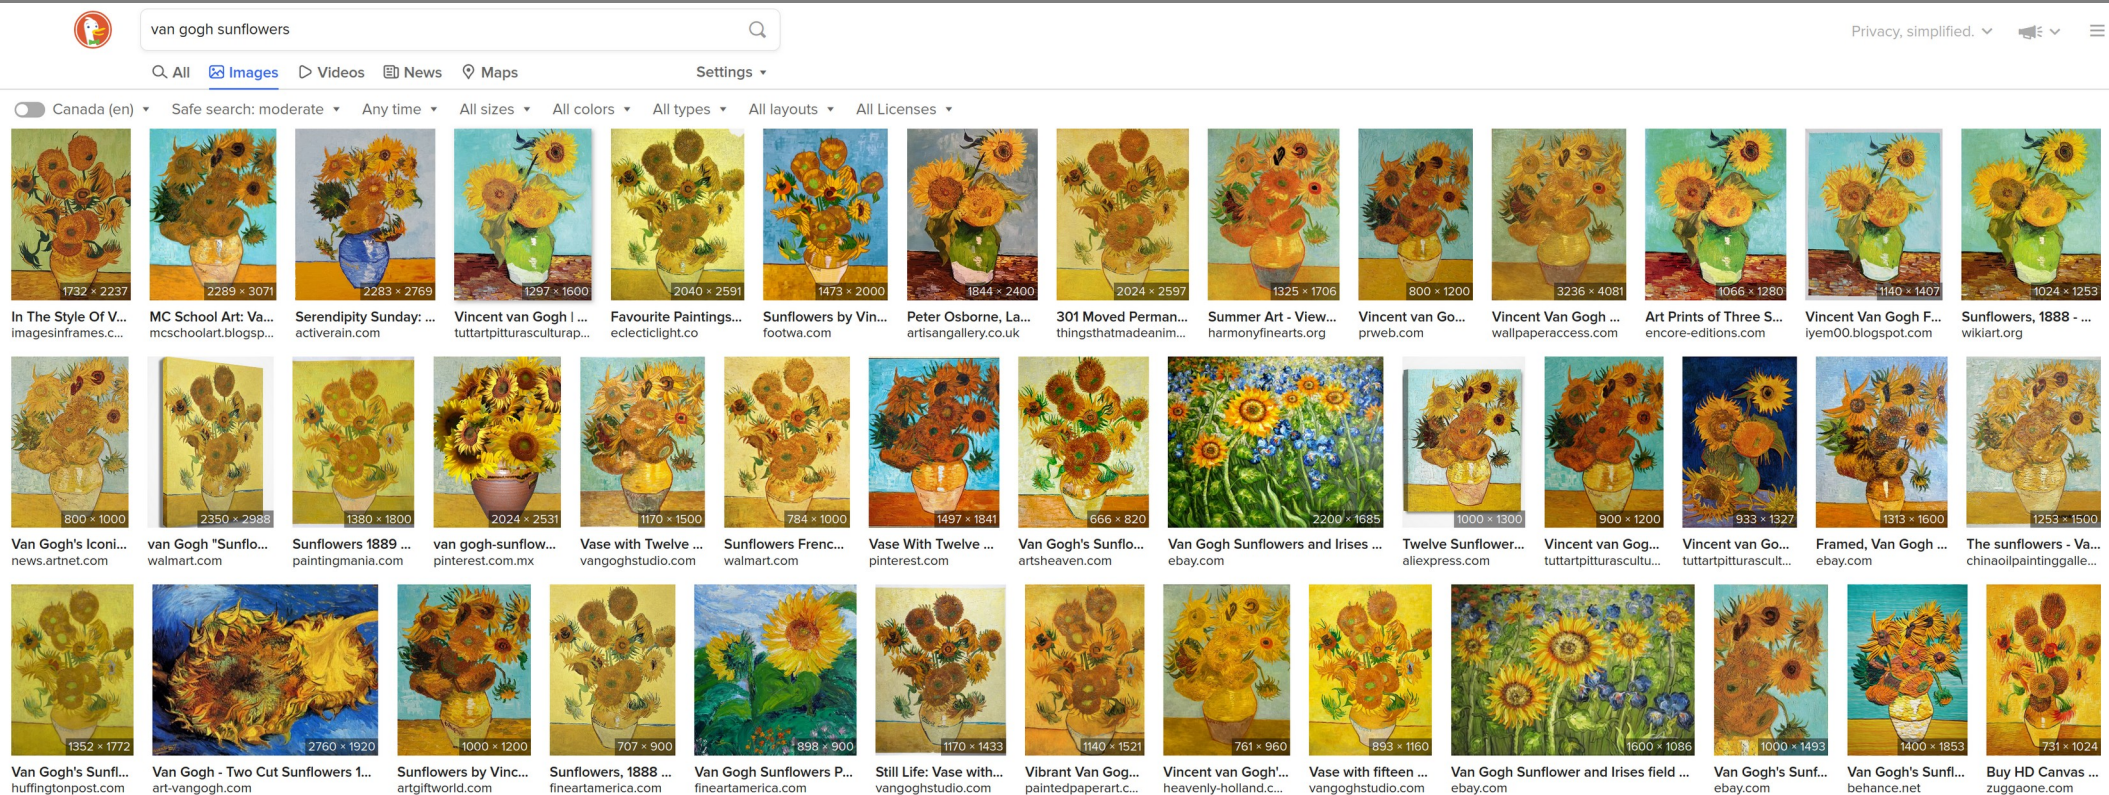 van gogh sunflowers
Privacy, simplified.
All Images Videos News Maps Settings
Canada (en) Safe search: moderate Any time All sizes All colors All types All layouts All Licenses
1732 × 2237 2289 × 3071 2283 × 2769 1297 × 1600 2040 × 2591 1473 × 2000 1844 × 2400 2024 × 2597 1325 × 1706 800 × 1200 3236 × 4081 1066 × 1280 1140 × 1407 1024 × 1253
In The Style Of V... MC School Art: Va... Serendipity Sunday: ... Vincent van Gogh | ... Favourite Paintings... Sunflowers by Vin... Peter Osborne, La... 301 Moved Perman... Summer Art - View... Vincent van Go... Vincent Van Gogh ... Art Prints of Three S... Vincent Van Gogh F... Sunflowers, 1888 - ...
imagesinframes.c... mcschoolart.blogsp... activerain.com tuttartpitturasculturap... eclecticlight.co footwa.com artisangallery.co.uk thingsthatmadeanim... harmonyfinearts.org prweb.com wallpaperaccess.com encore-editions.com iyem00.blogspot.com wikiart.org
800 × 1000 2350 × 2988 1380 × 1800 2024 × 2531 1170 × 1500 784 × 1000 1497 × 1841 666 × 820 2200 × 1685 1000 × 1300 900 × 1200 933 × 1327 1313 × 1600 1253 × 1500
Van Gogh's Iconi... van Gogh "Sunflo... Sunflowers 1889 ... van gogh-sunflow... Vase with Twelve ... Sunflowers Frenc... Vase With Twelve ... Van Gogh's Sunflo... Van Gogh Sunflowers and Irises ... Twelve Sunflower... Vincent van Gog... Vincent van Go... Framed, Van Gogh ... The sunflowers - Va...
news.artnet.com walmart.com paintingmania.com pinterest.com.mx vangoghstudio.com walmart.com pinterest.com artsheaven.com ebay.com aliexpress.com tuttartpitturascultu... tuttartpitturascult... ebay.com chinaoilpaintinggalle...
1352 × 1772 2760 × 1920 1000 × 1200 707 × 900 898 × 900 1170 × 1433 1140 × 1521 761 × 960 893 × 1160 1600 × 1086 1000 × 1493 1400 × 1853 731 × 1024
Van Gogh's Sunfl... Van Gogh - Two Cut Sunflowers 1... Sunflowers by Vinc... Sunflowers, 1888 ... Van Gogh Sunflowers P... Still Life: Vase with... Vibrant Van Gog... Vincent van Gogh'... Vase with fifteen ... Van Gogh Sunflower and Irises field ... Van Gogh's Sunf... Van Gogh's Sunfl... Buy HD Canvas ...
huffingtonpost.com art-vangogh.com artgiftworld.com fineartamerica.com fineartamerica.com vangoghstudio.com paintedpaperart.c... heavenly-holland.c... vangoghstudio.com ebay.com ebay.com behance.net zuggaone.com